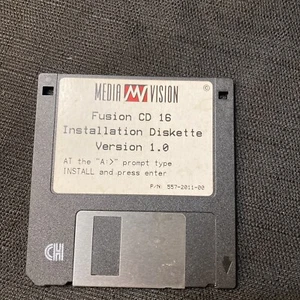 MEDIA MV VISION ©
Fusion CD 16
Installation Diskette
Version 1.0
AT the "A:>" prompt type
INSTALL and press enter
P/N: 557-2011-00